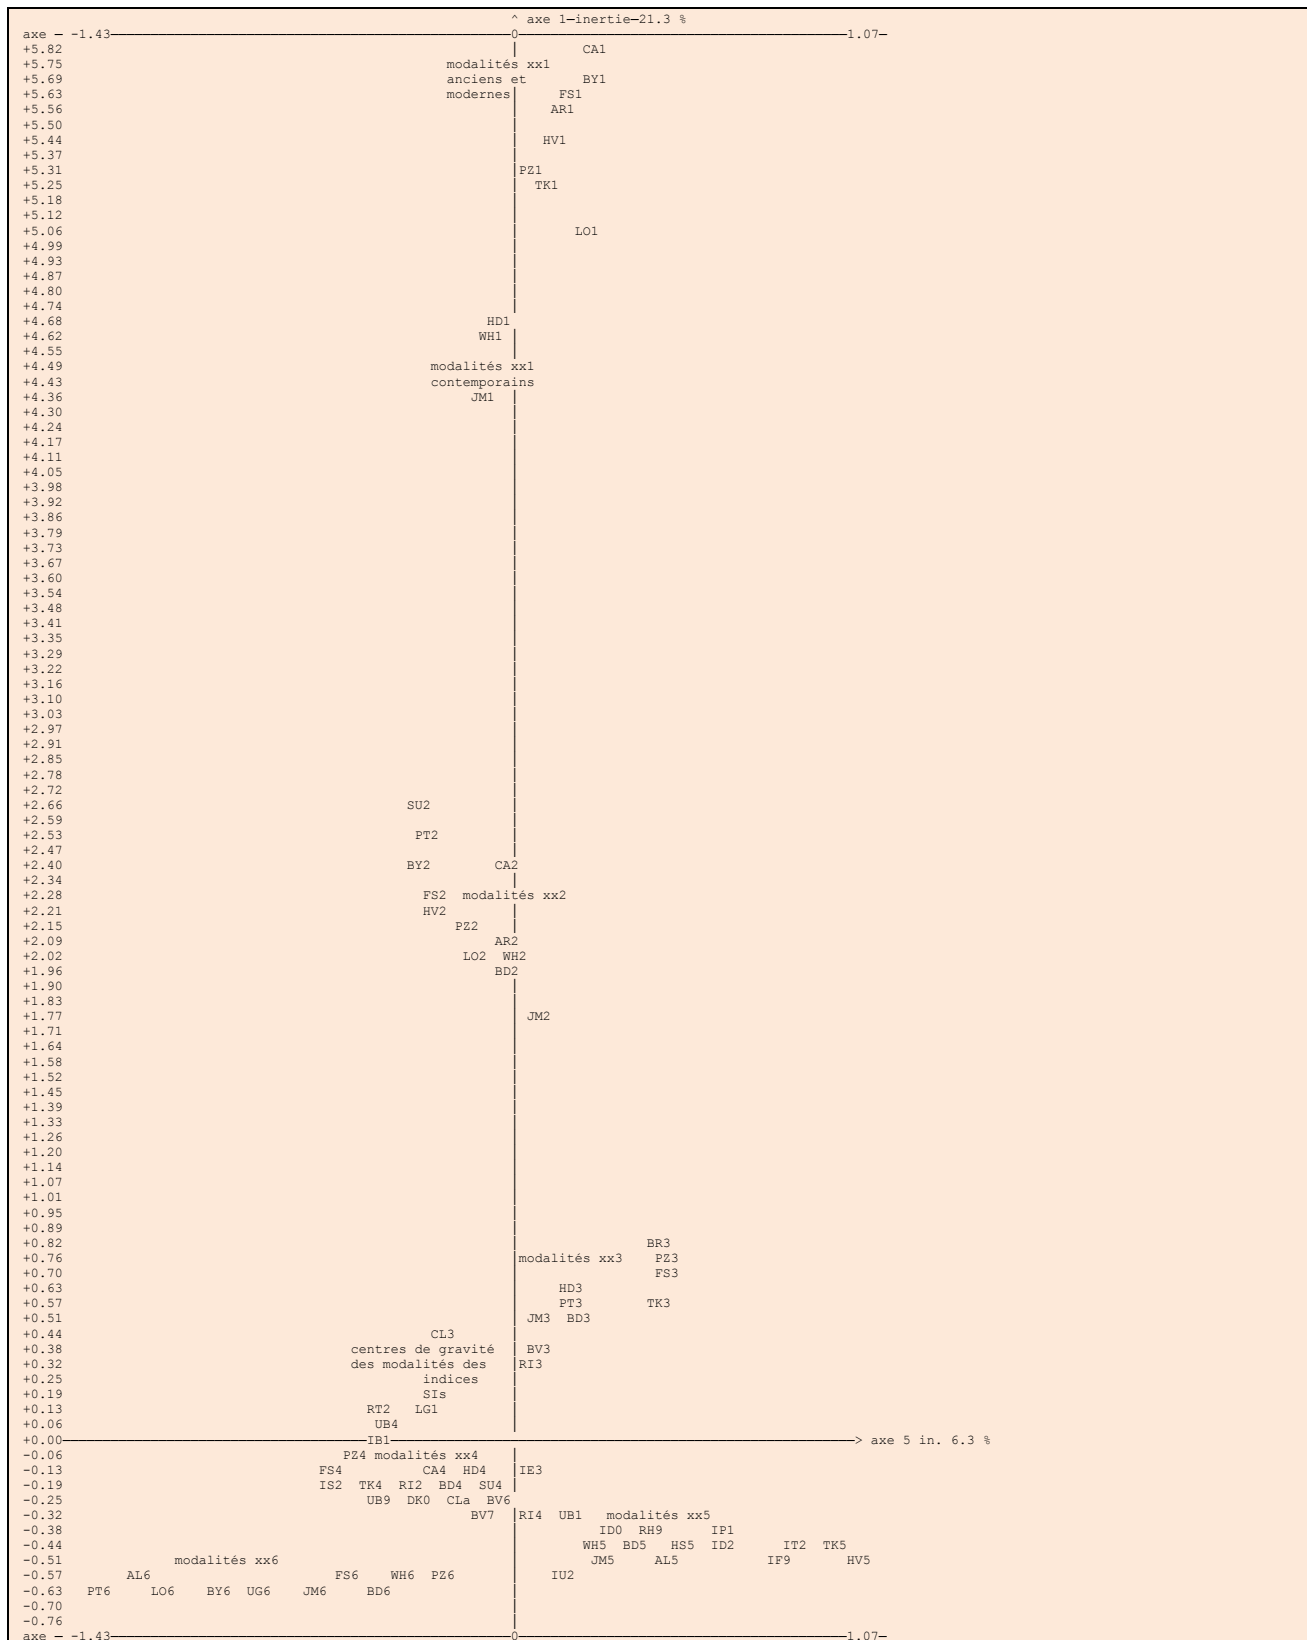 ^ axe 1—inertie—21.3 %
axe — -1.43 0 1.07—
+5.82 CA1
+5.75 modalités xx1
+5.69 anciens et BY1
+5.63 modernes FS1
+5.56 AR1
+5.50
+5.44 HV1
+5.37
+5.31 PZ1
+5.25 TK1
+5.18
+5.12
+5.06 LO1
+4.99
+4.93
+4.87
+4.80
+4.74
+4.68 HD1
+4.62 WH1
+4.55
+4.49 modalités xx1
+4.43 contemporains
+4.36 JM1
+4.30
+4.24
+4.17
+4.11
+4.05
+3.98
+3.92
+3.86
+3.79
+3.73
+3.67
+3.60
+3.54
+3.48
+3.41
+3.35
+3.29
+3.22
+3.16
+3.10
+3.03
+2.97
+2.91
+2.85
+2.78
+2.72
+2.66 SU2
+2.59
+2.53 PT2
+2.47
+2.40 BY2 CA2
+2.34
+2.28 FS2 modalités xx2
+2.21 HV2
+2.15 PZ2
+2.09 AR2
+2.02 LO2 WH2
+1.96 BD2
+1.90
+1.83
+1.77 JM2
+1.71
+1.64
+1.58
+1.52
+1.45
+1.39
+1.33
+1.26
+1.20
+1.14
+1.07
+1.01
+0.95
+0.89
+0.82 BR3
+0.76 modalités xx3 PZ3
+0.70 FS3
+0.63 HD3
+0.57 PT3 TK3
+0.51 JM3 BD3
+0.44 CL3
+0.38 centres de gravité BV3
+0.32 des modalités des RI3
+0.25 indices
+0.19 SIs
+0.13 RT2 LG1
+0.06 UB4
+0.00 IB1 > axe 5 in. 6.3 %
-0.06 PZ4 modalités xx4
-0.13 FS4 CA4 HD4 IE3
-0.19 IS2 TK4 RI2 BD4 SU4
-0.25 UB9 DK0 CLa BV6
-0.32 BV7 RI4 UB1 modalités xx5
-0.38 ID0 RH9 IP1
-0.44 WH5 BD5 HS5 ID2 IT2 TK5
-0.51 modalités xx6 JM5 AL5 IF9 HV5
-0.57 AL6 FS6 WH6 PZ6 IU2
-0.63 PT6 LO6 BY6 UG6 JM6 BD6
-0.70
-0.76
axe — -1.43 0 1.07—